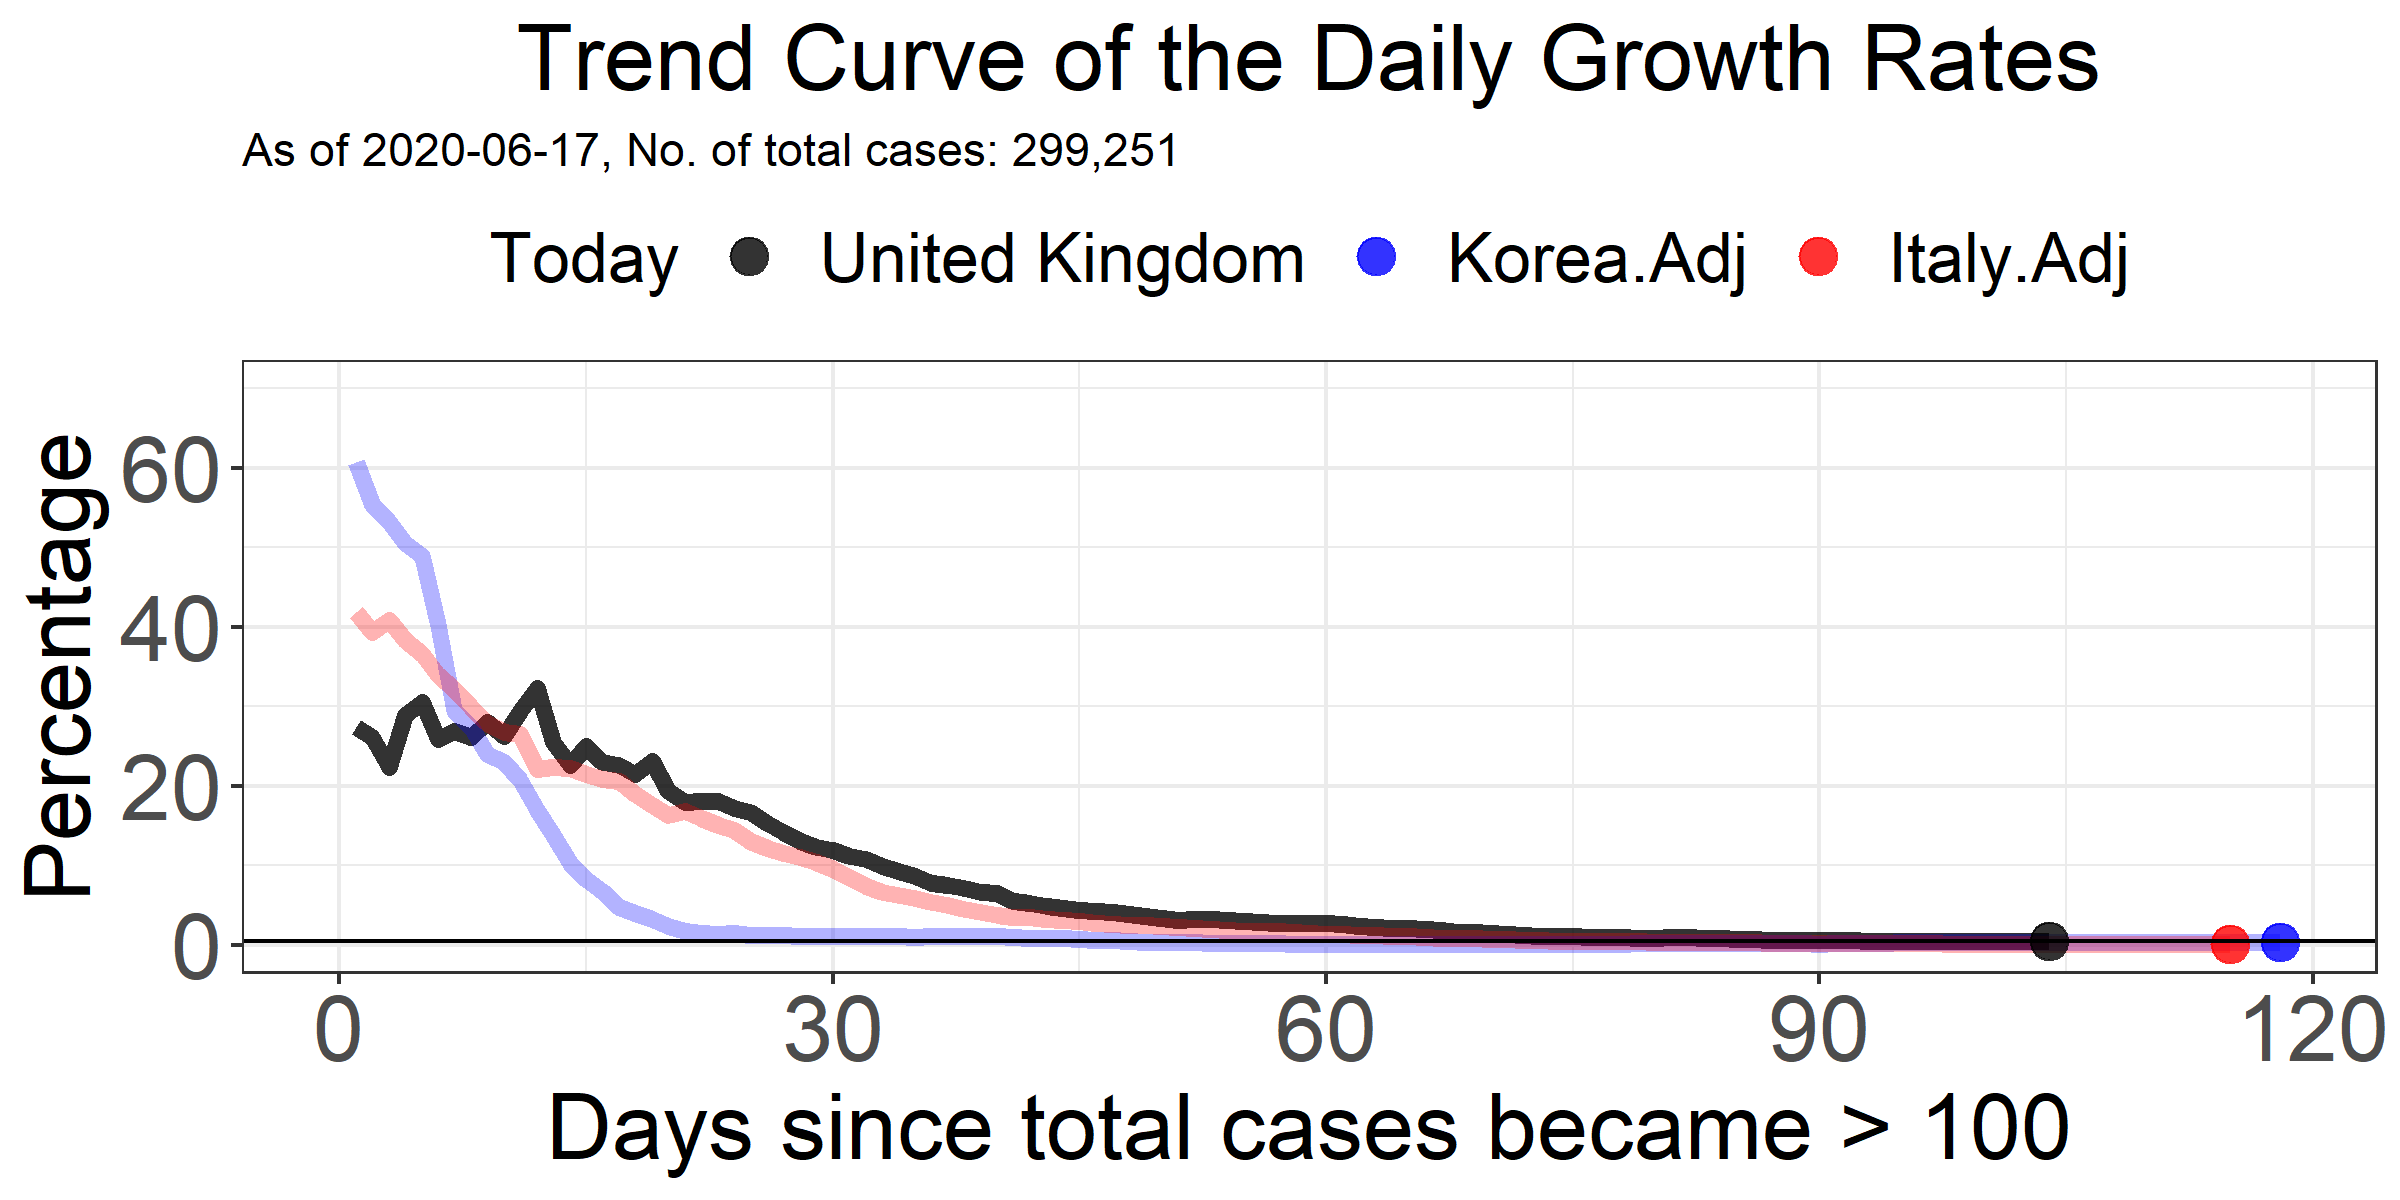 Trend Curve of the Daily Growth Rates
As of 2020-06-17, No. of total cases: 299,251
Today United Kingdom Korea.Adj Italy.Adj
Percentage
60
40
20
0
0 30 60 90 120
Days since total cases became > 100